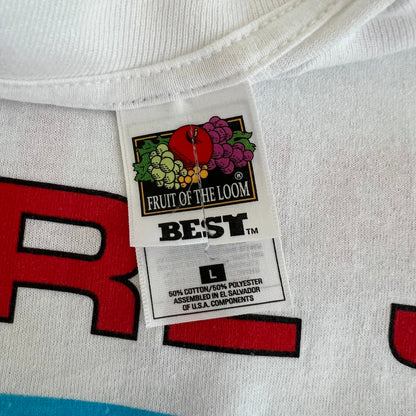 FRUIT OF THE LOOM ®
BEST™
L
50% COTTON/50% POLYESTER
ASSEMBLED IN EL SALVADOR
OF U.S.A. COMPONENTS